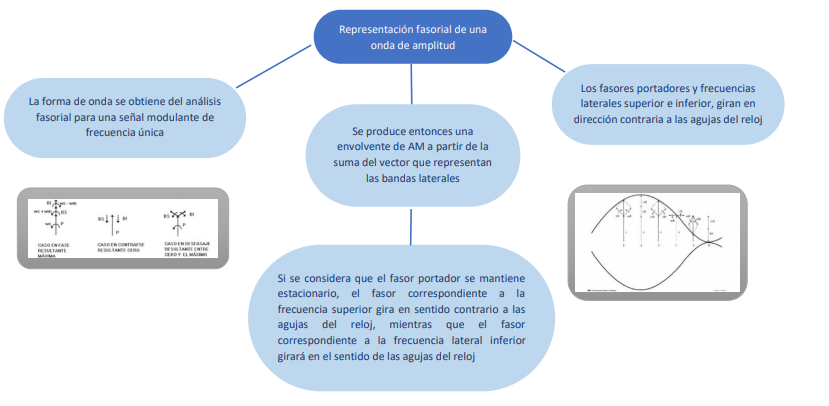 Representación fasorial de una
onda de amplitud
La forma de onda se obtiene del análisis
fasorial para una señal modulante de
frecuencia única
Se produce entonces una
envolvente de AM a partir de la
suma del vector que representan
las bandas laterales
Los fasores portadores y frecuencias
laterales superior e inferior, giran en
dirección contraria a las agujas del reloj
BS
BI
P
BI
P
CASO EN FASE
RESULTANTE
MÁXIMA
CASO EN CONTRAFSE
RESULTANTE CERO
CASO EN DESFASAJE
RESULTANTE ENTRE
CERO Y EL MÁXIMO
Si se considera que el fasor portador se mantiene
estacionario, el fasor correspondiente a la
frecuencia superior gira en sentido contrario a las
agujas del reloj, mientras que el fasor
correspondiente a la frecuencia lateral inferior
girará en el sentido de las agujas del reloj